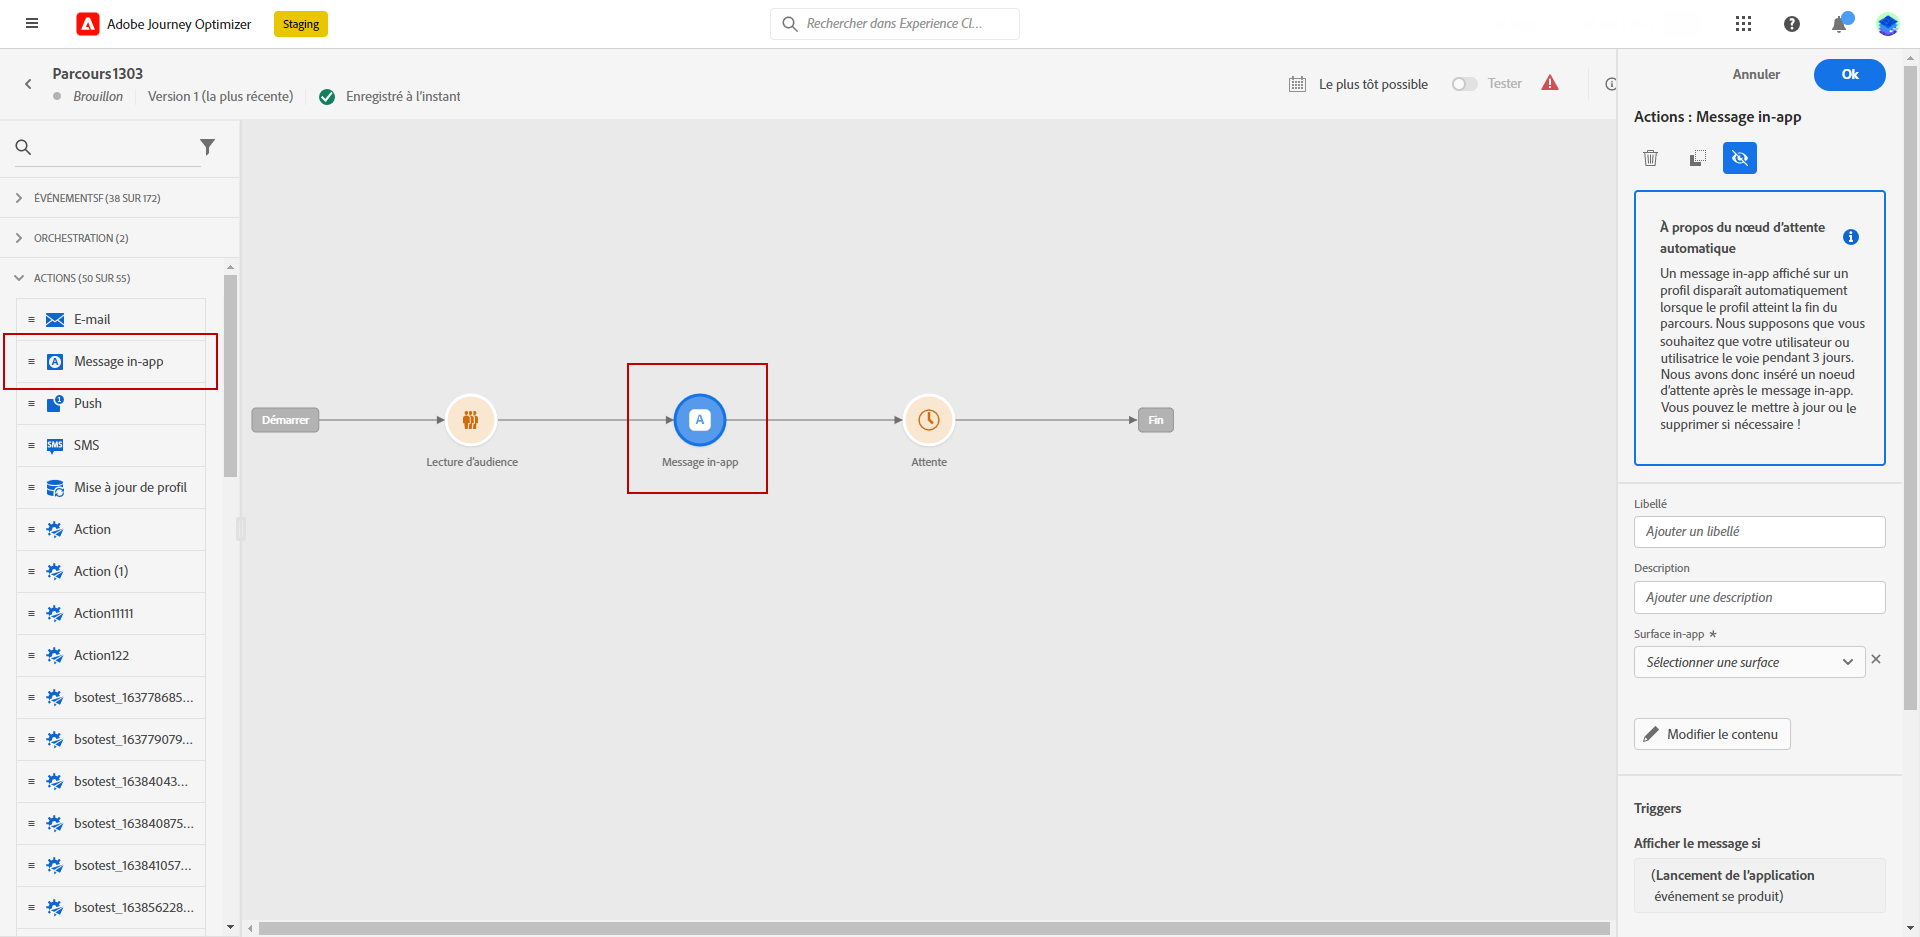 Adobe Journey Optimizer
Staging
Rechercher dans Experience Cl...
Parcours1303
Brouillon
Version 1 (la plus récente)
Enregistré à l'instant
Le plus tôt possible
Tester
Annuler
Ok
ÉVÉNEMENTSF (38 SUR 172)
ORCHESTRATION (2)
ACTIONS (50 SUR 55)
E-mail
Message in-app
Push
SMS
Mise à jour de profil
Action
Action (1)
Action11111
Action122
bsotest_163778685...
bsotest_163779079...
bsotest_16384043...
bsotest_163840875...
bsotest_163841057...
bsotest_163856228...
Démarrer
Lecture d'audience
Message in-app
Attente
Fin
Actions : Message in-app
À propos du nœud d'attente
automatique
Un message in-app affiché sur un
profil disparaît automatiquement
lorsque le profil atteint la fin du
parcours. Nous supposons que vous
souhaitez que votre utilisateur ou
utilisatrice le voie pendant 3 jours.
Nous avons donc inséré un noeud
d'attente après le message in-app.
Vous pouvez le mettre à jour ou le
supprimer si nécessaire !
Libellé
Ajouter un libellé
Description
Ajouter une description
Surface in-app *
Sélectionner une surface
Modifier le contenu
Triggers
Afficher le message si
(Lancement de l'application
événement se produit)